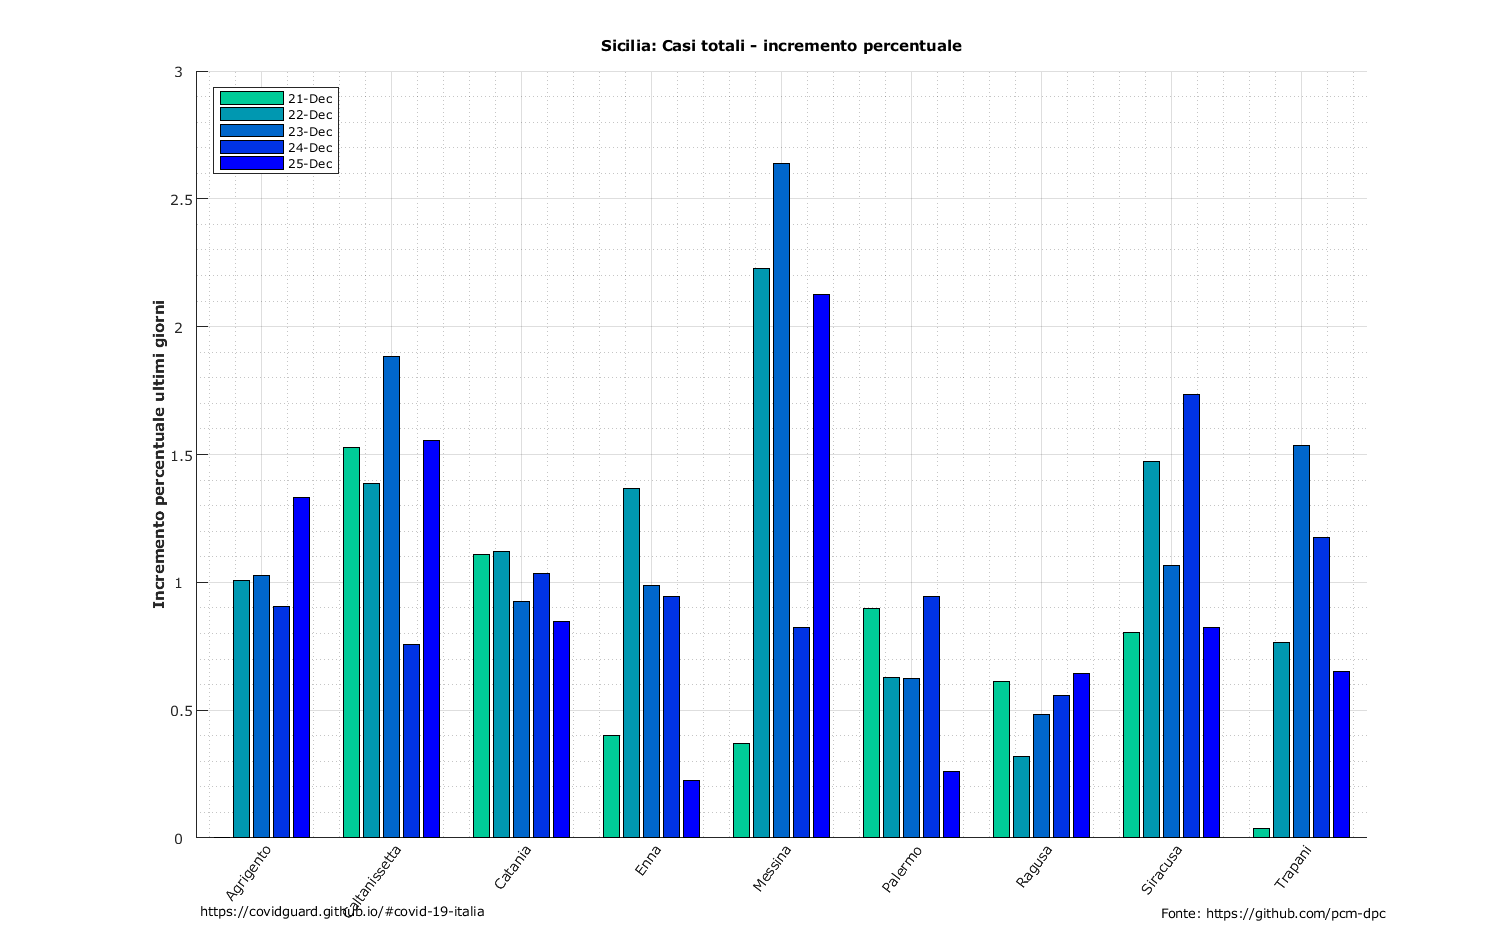 Sicilia: Casi totali - incremento percentuale
3
2.5
2
1.5
1
0.5
0
Incremento percentuale ultimi giorni
21-Dec
22-Dec
23-Dec
24-Dec
25-Dec
Agrigento
Caltanissetta
Catania
Enna
Messina
Palermo
Ragusa
Siracusa
Trapani
https://covidguard.github.io/#covid-19-italia
Fonte: https://github.com/pcm-dpc